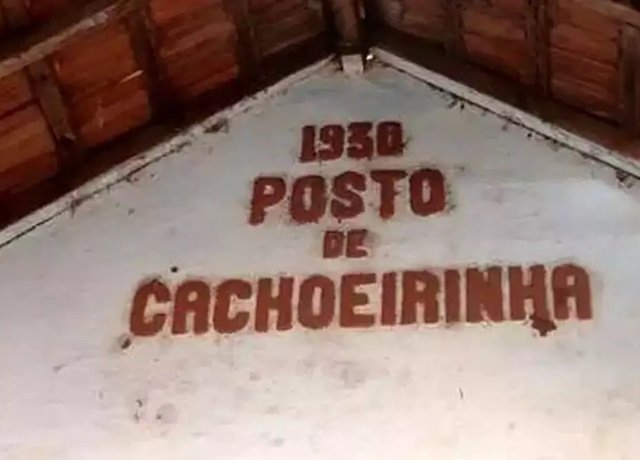 1930
POSTO
DE
CACHOEIRINHA